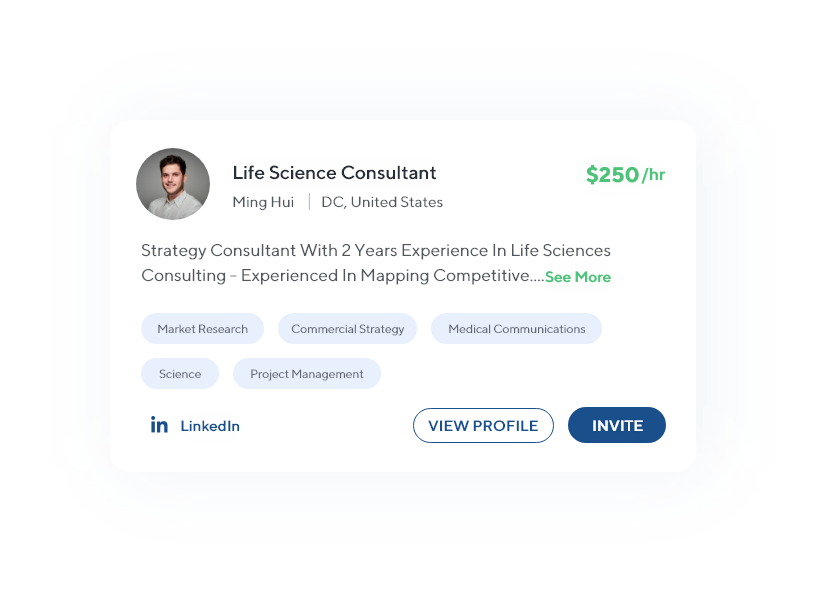 Life Science Consultant
$250/hr
Ming Hui | DC, United States
Strategy Consultant With 2 Years Experience In Life Sciences
Consulting - Experienced In Mapping Competitive....See More
Market Research Commercial Strategy Medical Communications
Science Project Management
in LinkedIn VIEW PROFILE INVITE